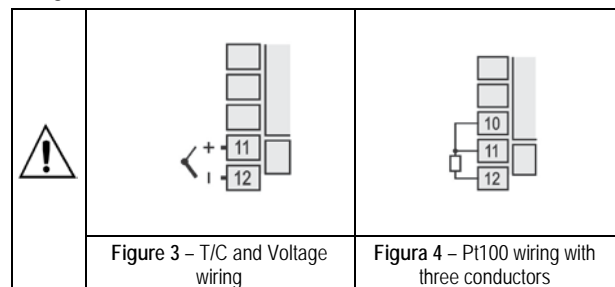 + 11
– 12
10
11
12
Figure 3 – T/C and Voltage
wiring
Figura 4 – Pt100 wiring with
three conductors